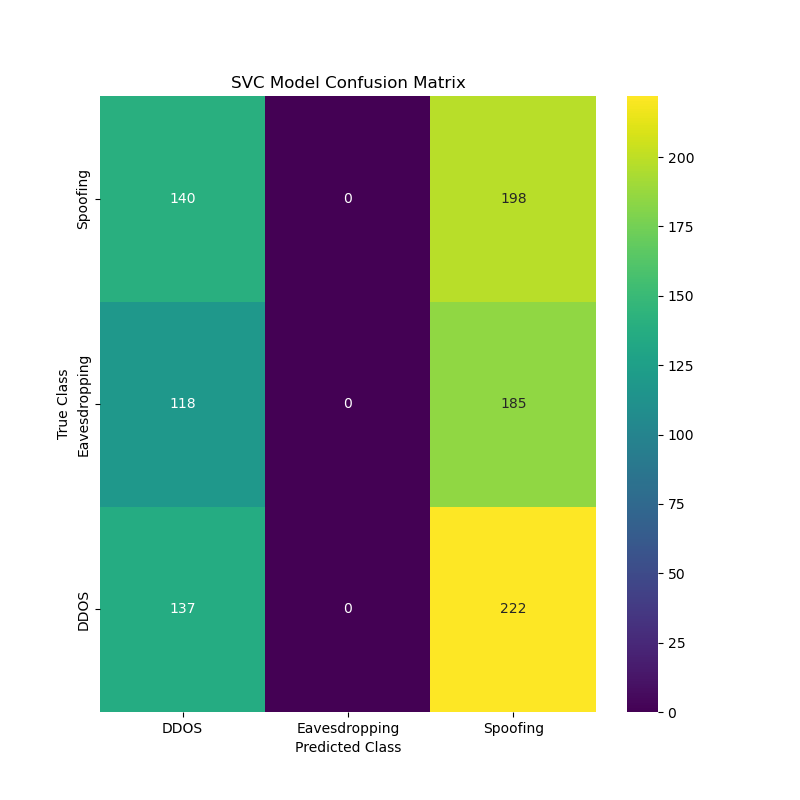 SVC Model Confusion Matrix
Spoofing
140 0 198
200
175
150
True Class
Eavesdropping
118 0 185
125
100
75
DDOS
137 0 222
50
25
0
DDOS Eavesdropping Spoofing
Predicted Class